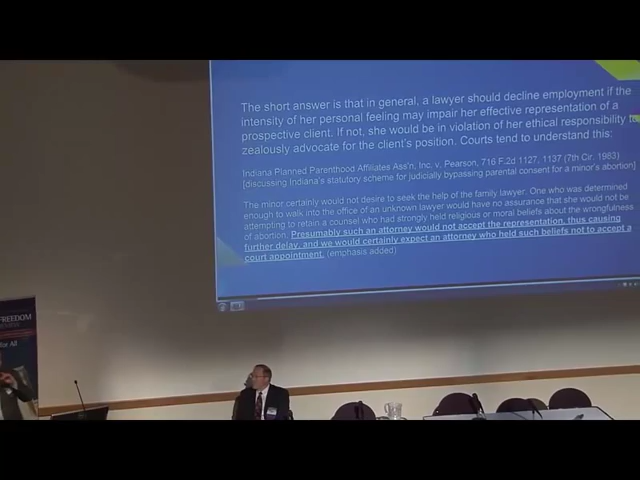 The short answer is that in general, a lawyer should decline employment if the
intensity of her personal feeling may impair her effective representation of a
prospective client. If not, she would be in violation of her ethical responsibility to
zealously advocate for the client's position. Courts tend to understand this:
Indiana Planned Parenthood Affiliates Ass'n, Inc. v. Pearson, 716 F.2d 1127, 1137 (7th Cir. 1983)
[discussing Indiana's statutory scheme for judicially bypassing parental consent for a minor's abortion]
The minor certainly would not desire to seek the help of the family lawyer. One who was determined
enough to walk into the office of an unknown lawyer would have no assurance that she would not be
attempting to retain a counsel who had strongly held religious or moral beliefs about the wrongfulness
of abortion. Presumably such an attorney would not accept the representation, thus causing
further delay, and we would certainly expect an attorney who held such beliefs not to accept a
court appointment. (emphasis added)
FREEDOM
for All